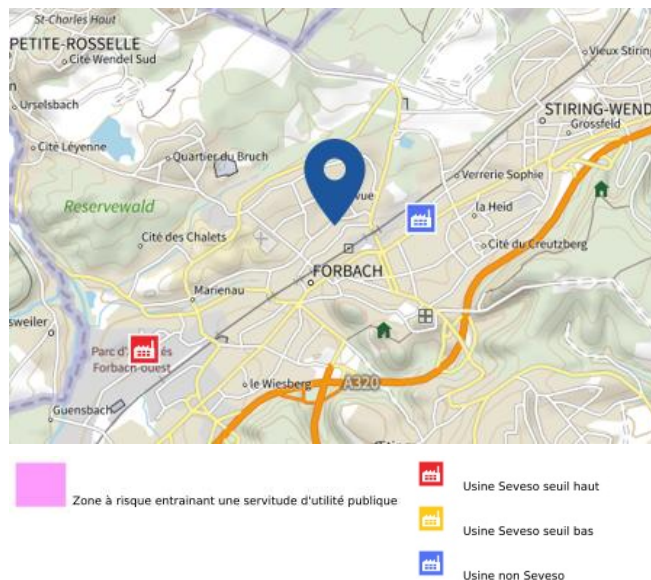 St-Charles Haut
PETITE-ROSSELLE
Cité Wendel Sud
Vieux Stiring
Urselsbach
STIRING-WEND
Grossfeld
Cité Léyenne
Quartier du Bruch
Verrerie Sophie
Reservewald
vue
la Heid
Cité des Chalets
Cité du Creutzberg
FORBACH
Marienau
sweiler
Parc d'
és
Forbach-ouest
le Wiesberg
A320
Guensbach
Zone à risque entrainant une servitude d'utilité publique
Usine Seveso seuil haut
Usine Seveso seuil bas
Usine non Seveso